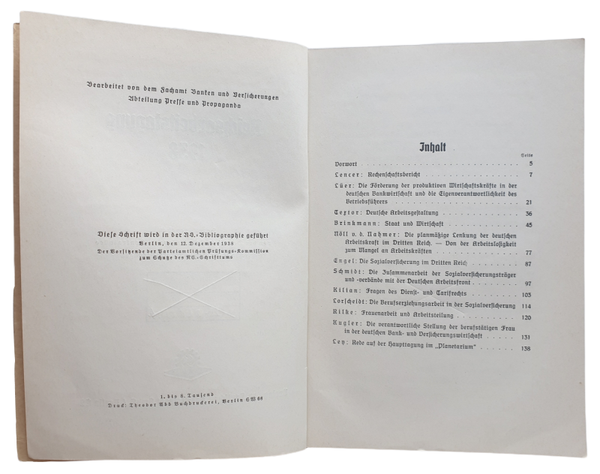 Bearbeitet von dem Fachamt Banken und Versicherungen
Abteilung Presse und Propaganda
Diese Schrift wird in der NS.-Bibliographie geführt
Berlin, den 12. Dezember 1938
Der Vorsitzende der Parteiamtlichen Prüfungs-Kommission
zum Schutze des NS.-Schrifttums
1. bis 6. Tausend
Druck: Theodor Abb Buchdruckerei, Berlin SW 68
Inhalt
Seite
Vorwort 5
Lencer: Rechenschaftsbericht 7
Lüer: Die Förderung der produktiven Wirtschaftskräfte in der
deutschen Bankwirtschaft und die Eigenverantwortlichkeit des
Betriebsführers 21
Textor: Deutsche Arbeitsgestaltung 36
Brinkmann: Staat und Wirtschaft 45
Nöll v. d. Nahmer: Die planmäßige Lenkung der deutschen
Arbeitskraft im Dritten Reich. — Von der Arbeitslosigkeit
zum Mangel an Arbeitskräften 77
Engel: Die Sozialversicherung im Dritten Reich 87
Schmidt: Die Zusammenarbeit der Sozialversicherungsträger
und -verbände mit der Deutschen Arbeitsfront 97
Kilian: Fragen des Dienst- und Tarifrechts 103
Lorscheidt: Die Berufserziehungsarbeit in der Sozialversicherung 114
Rilke: Frauenarbeit und Arbeitsteilung 120
Kugler: Die verantwortliche Stellung der berufstätigen Frau
in der deutschen Bank- und Versicherungswirtschaft 131
Ley: Rede auf der Haupttagung im „Planetarium“ 138